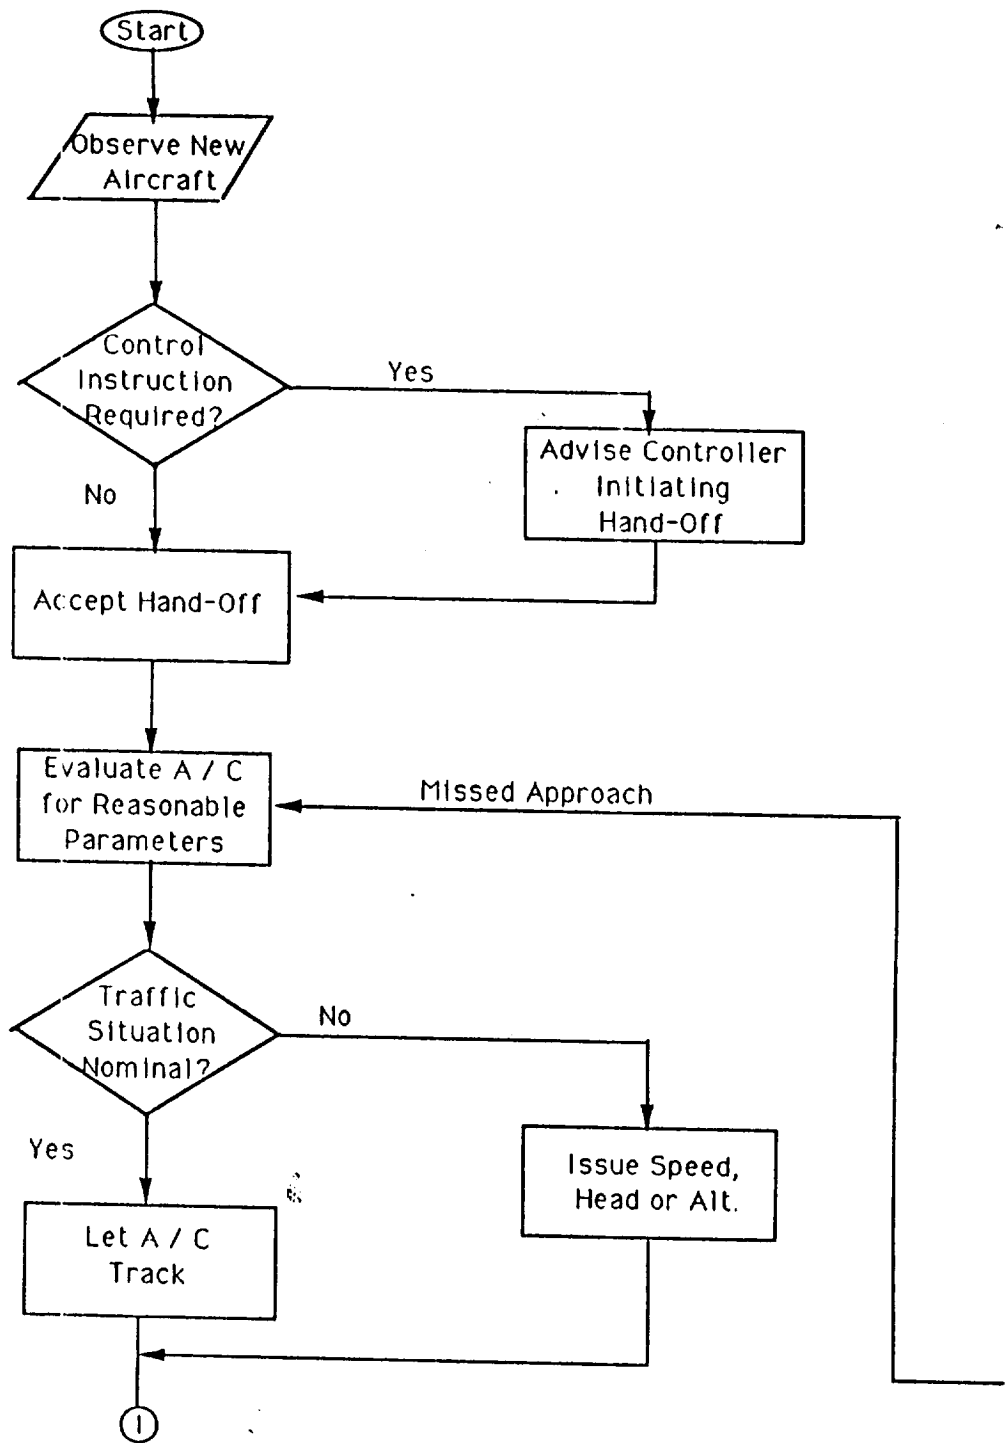 Start
Observe New
Aircraft
Control
Instruction
Required?
Yes
No
Advise Controller
Initiating
Hand-Off
Accept Hand-Off
Evaluate A / C
for Reasonable
Parameters
Missed Approach
Traffic
Situation
Nominal?
No
Yes
Issue Speed,
Head or Alt.
Let A / C
Track
1